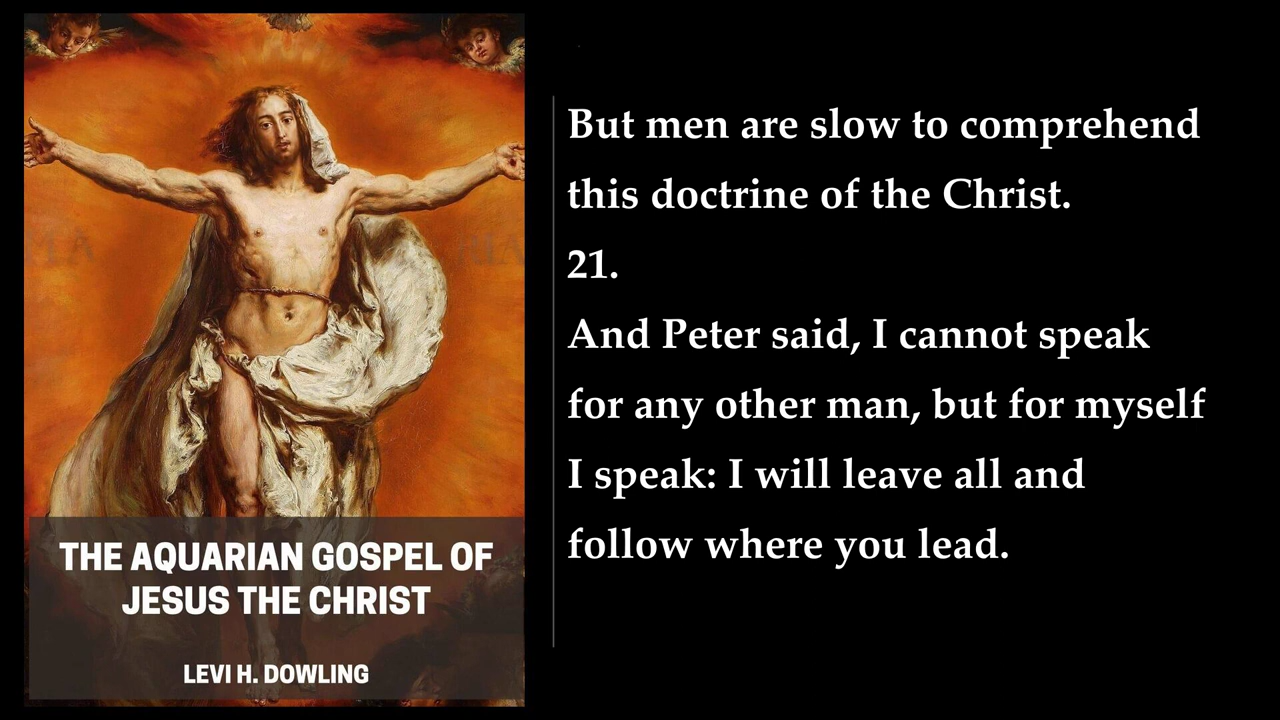 THE AQUARIAN GOSPEL OF
JESUS THE CHRIST
LEVI H. DOWLING
But men are slow to comprehend
this doctrine of the Christ.
21.
And Peter said, I cannot speak
for any other man, but for myself
I speak: I will leave all and
follow where you lead.